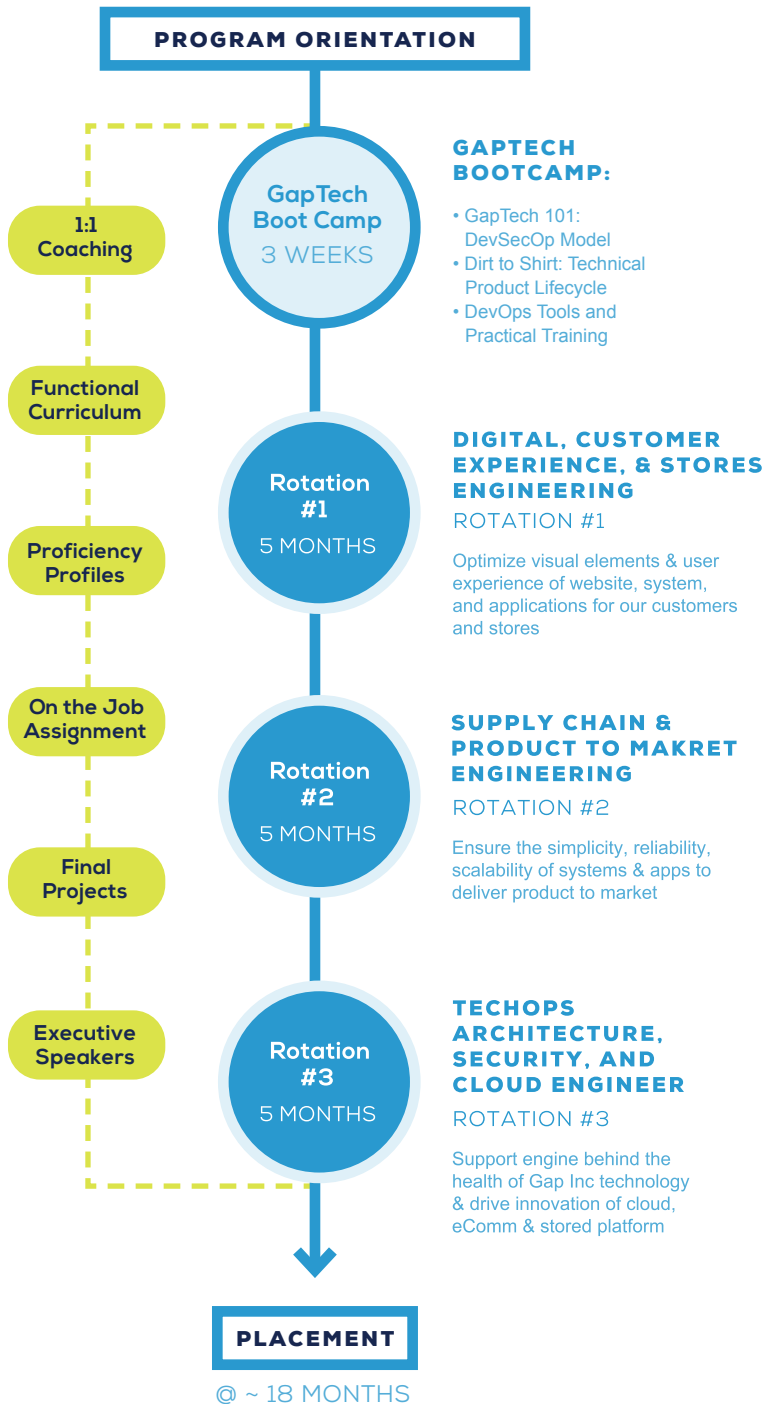 PROGRAM ORIENTATION
GapTech
Boot Camp
3 WEEKS
GAPTECH
BOOTCAMP:
• GapTech 101:
DevSecOp Model
• Dirt to Shirt: Technical
Product Lifecycle
• DevOps Tools and
Practical Training
1:1
Coaching
Functional
Curriculum
Proficiency
Profiles
On the Job
Assignment
Final
Projects
Executive
Speakers
Rotation
#1
5 MONTHS
DIGITAL, CUSTOMER
EXPERIENCE, & STORES
ENGINEERING
ROTATION #1
Optimize visual elements & user
experience of website, system,
and applications for our customers
and stores
Rotation
#2
5 MONTHS
SUPPLY CHAIN &
PRODUCT TO MAKRET
ENGINEERING
ROTATION #2
Ensure the simplicity, reliability,
scalability of systems & apps to
deliver product to market
Rotation
#3
5 MONTHS
TECHOPS
ARCHITECTURE,
SECURITY, AND
CLOUD ENGINEER
ROTATION #3
Support engine behind the
health of Gap Inc technology
& drive innovation of cloud,
eComm & stored platform
PLACEMENT
@ ~ 18 MONTHS